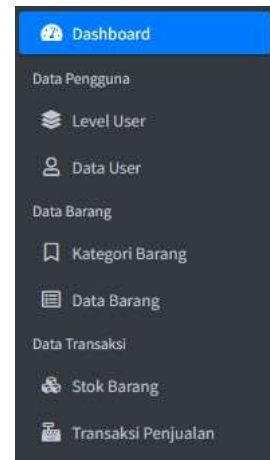 Dashboard
Data Pengguna
Level User
Data User
Data Barang
Kategori Barang
Data Barang
Data Transaksi
Stok Barang
Transaksi Penjualan